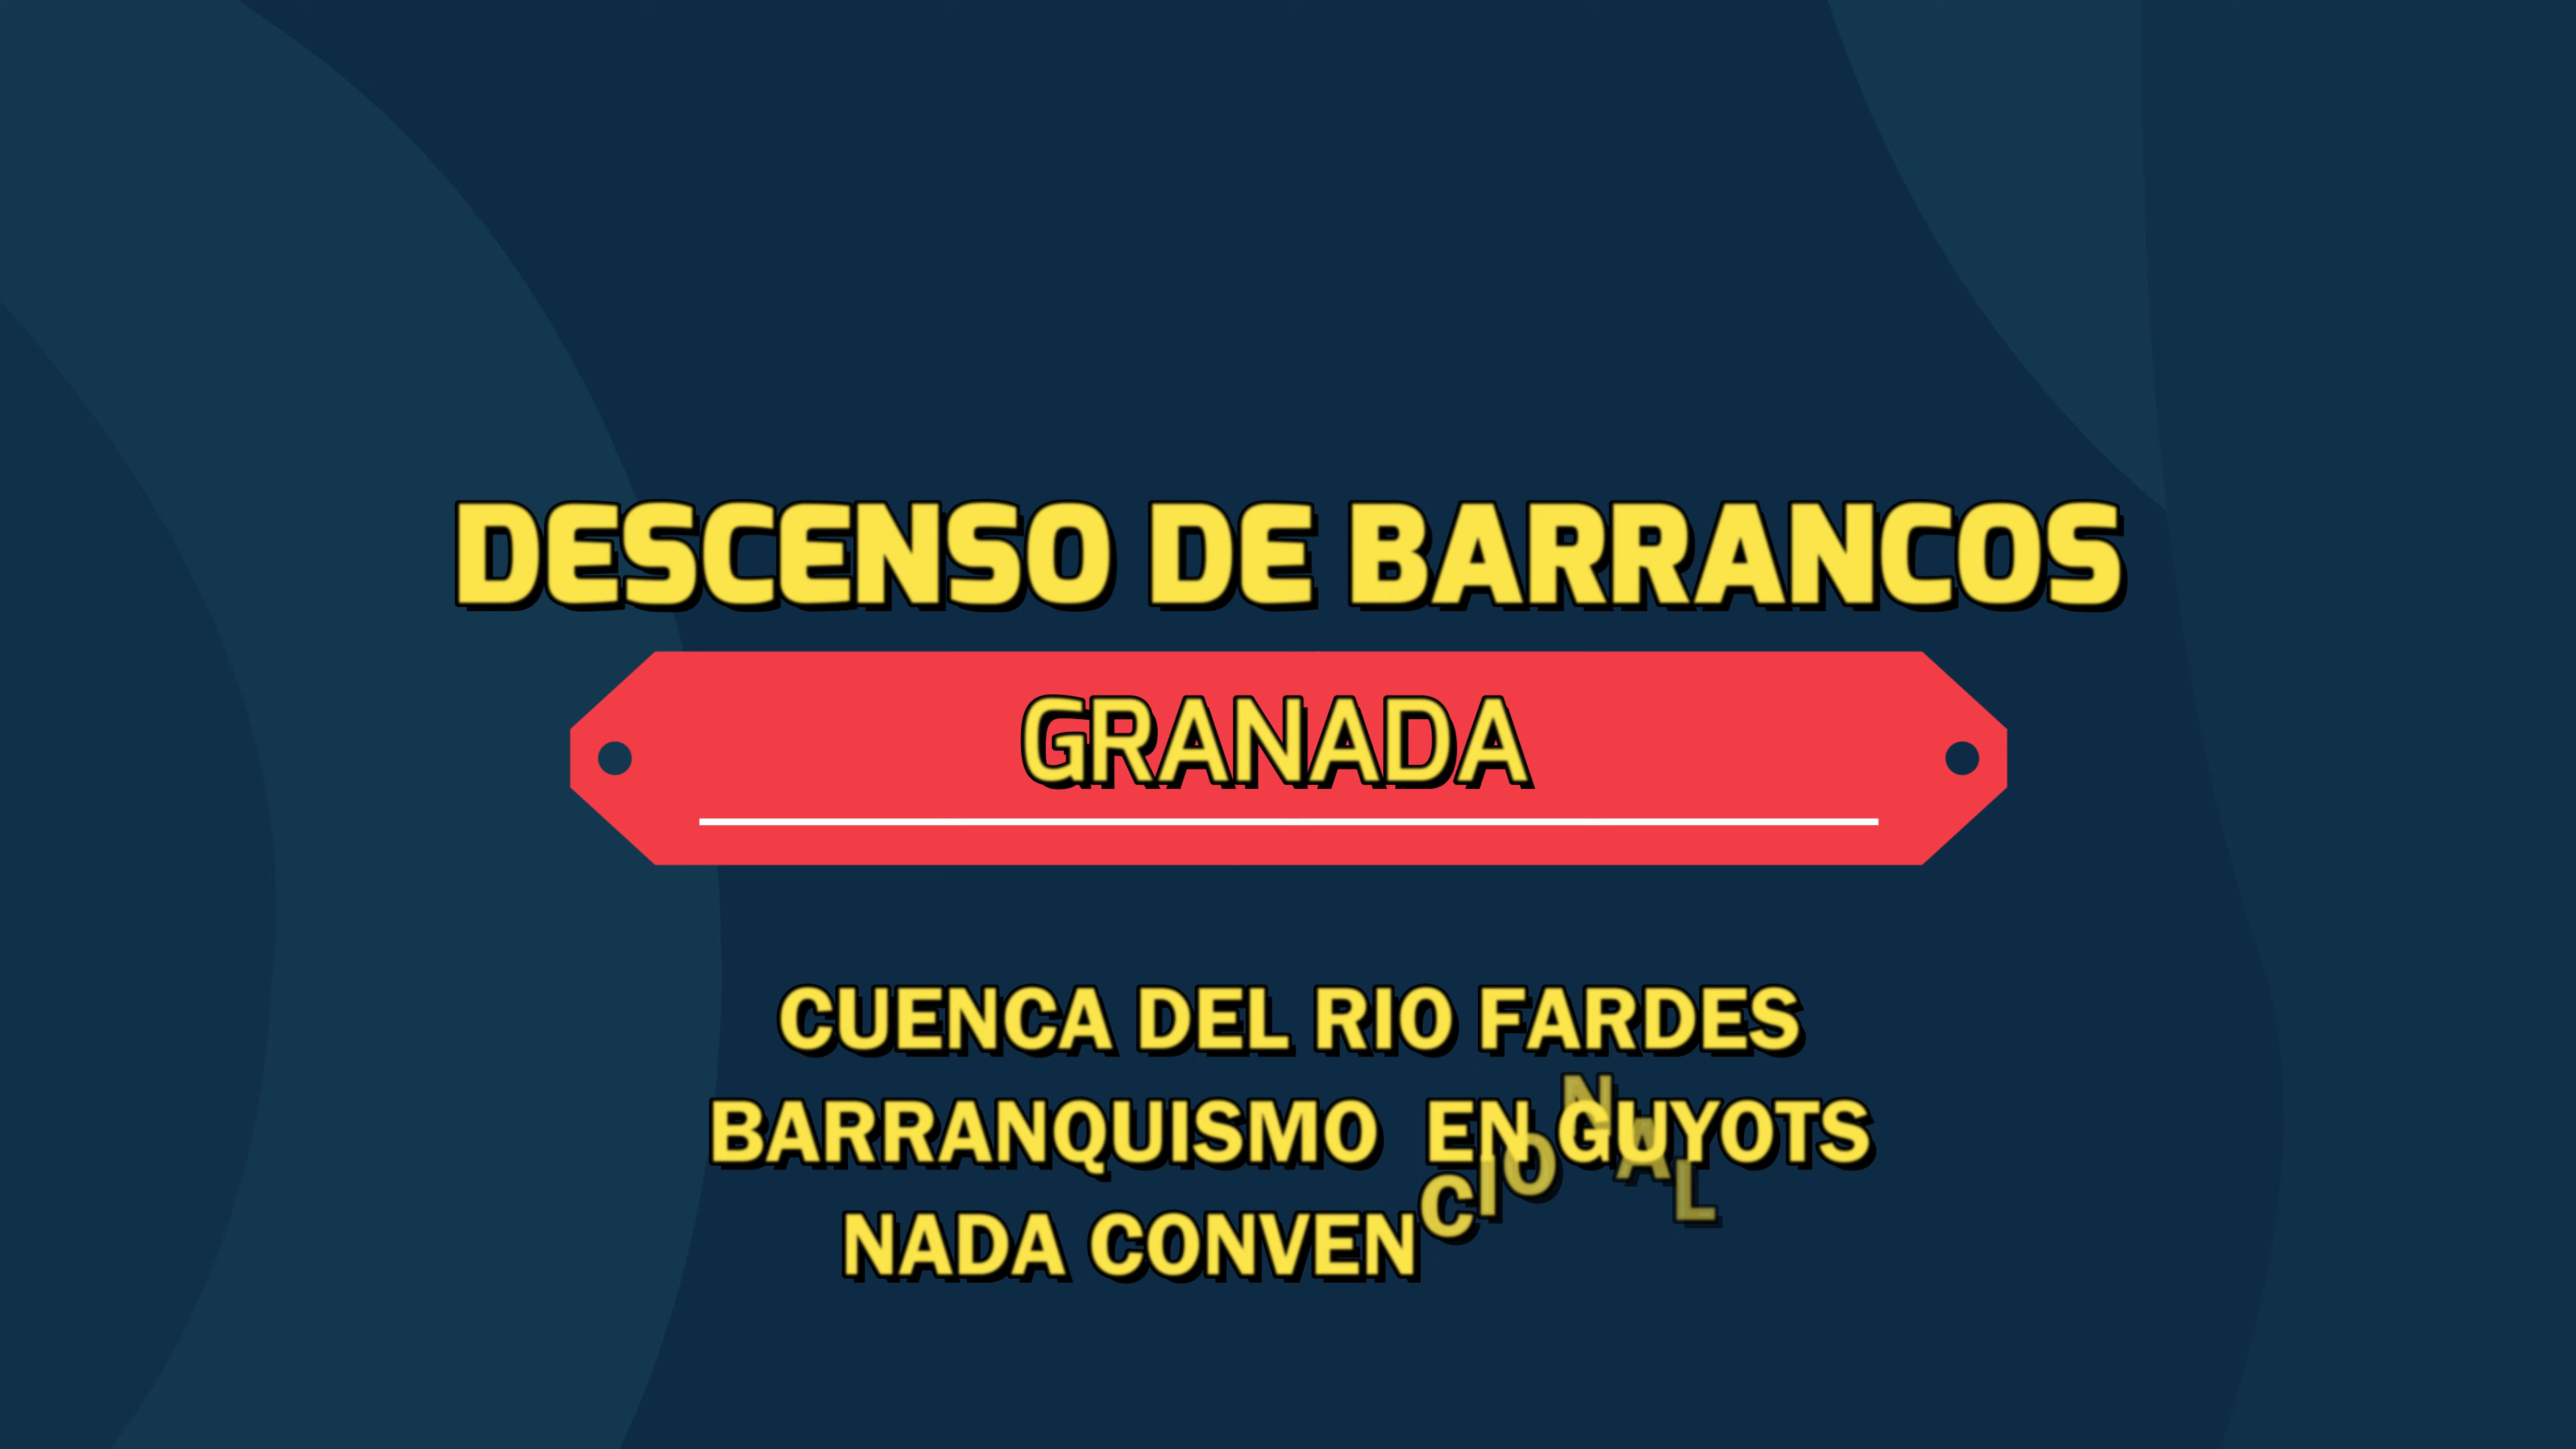 DESCENSO DE BARRANCOS
GRANADA
CUENCA DEL RIO FARDES
BARRANQUISMO EN GUYOTS
NADA CONVENCIONAL